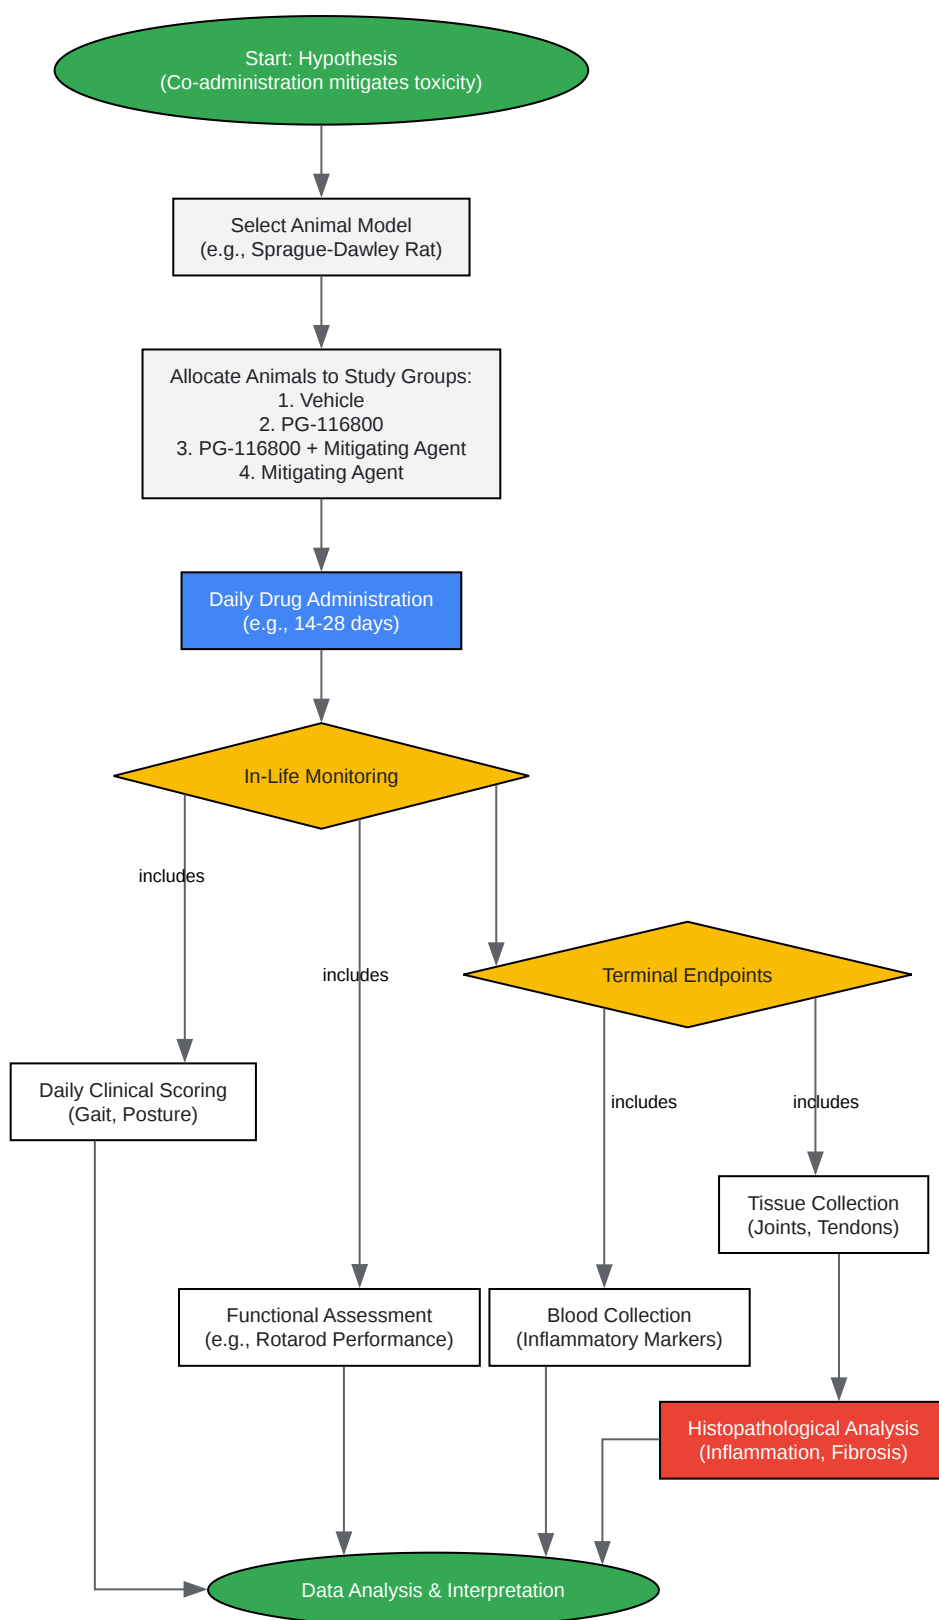 Start: Hypothesis
(Co-administration mitigates toxicity)
Select Animal Model
(e.g., Sprague-Dawley Rat)
Allocate Animals to Study Groups:
1. Vehicle
2. PG-116800
3. PG-116800 + Mitigating Agent
4. Mitigating Agent
Daily Drug Administration
(e.g., 14-28 days)
In-Life Monitoring
includes
includes
Terminal Endpoints
Daily Clinical Scoring
(Gait, Posture)
includes
includes
Tissue Collection
(Joints, Tendons)
Functional Assessment
(e.g., Rotarod Performance)
Blood Collection
(Inflammatory Markers)
Histopathological Analysis
(Inflammation, Fibrosis)
Data Analysis & Interpretation